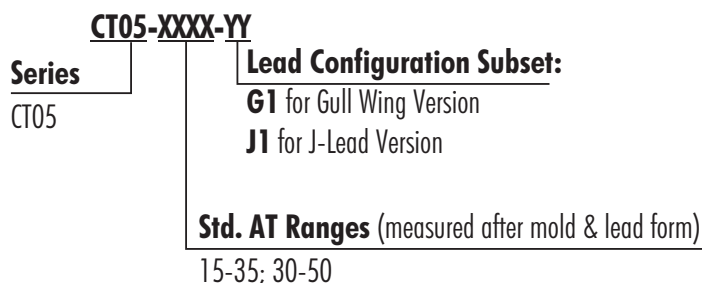 CT05-XXXX-YY
Series
CT05
Lead Configuration Subset:
G1 for Gull Wing Version
J1 for J-Lead Version
Std. AT Ranges (measured after mold & lead form)
15-35; 30-50